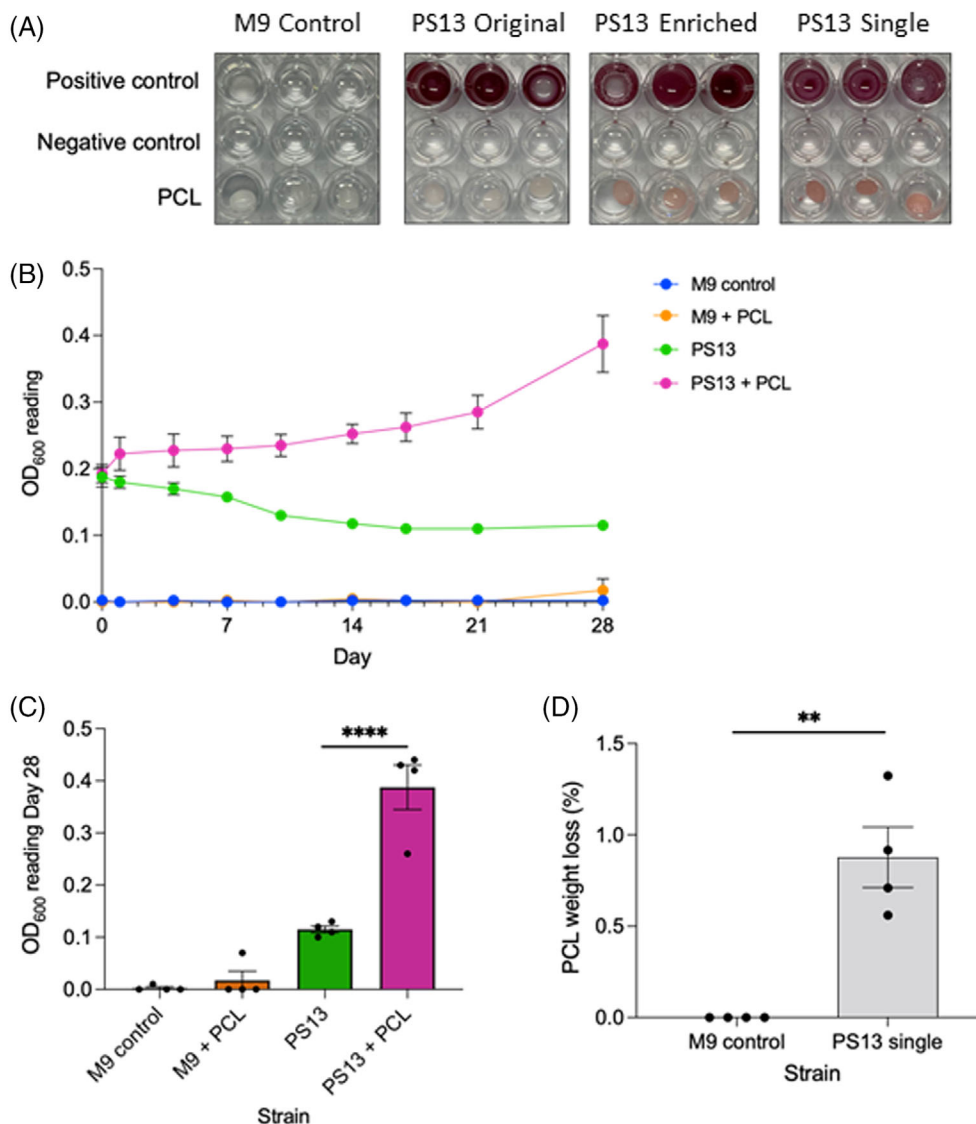 (A)
M9 Control PS13 Original PS13 Enriched PS13 Single
Positive control
Negative control
PCL
(B)
0.5
0.4
0.3
0.2
0.1
0.0
OD600 reading
0 7 14 21 28
Day
M9 control
M9 + PCL
PS13
PS13 + PCL
(C)
****
0.5
0.4
0.3
0.2
0.1
0.0
OD600 reading Day 28
M9 control
M9 + PCL
PS13
PS13 + PCL
Strain
(D)
**
1.5
1.0
0.5
0.0
PCL weight loss (%)
M9 control PS13 single
Strain